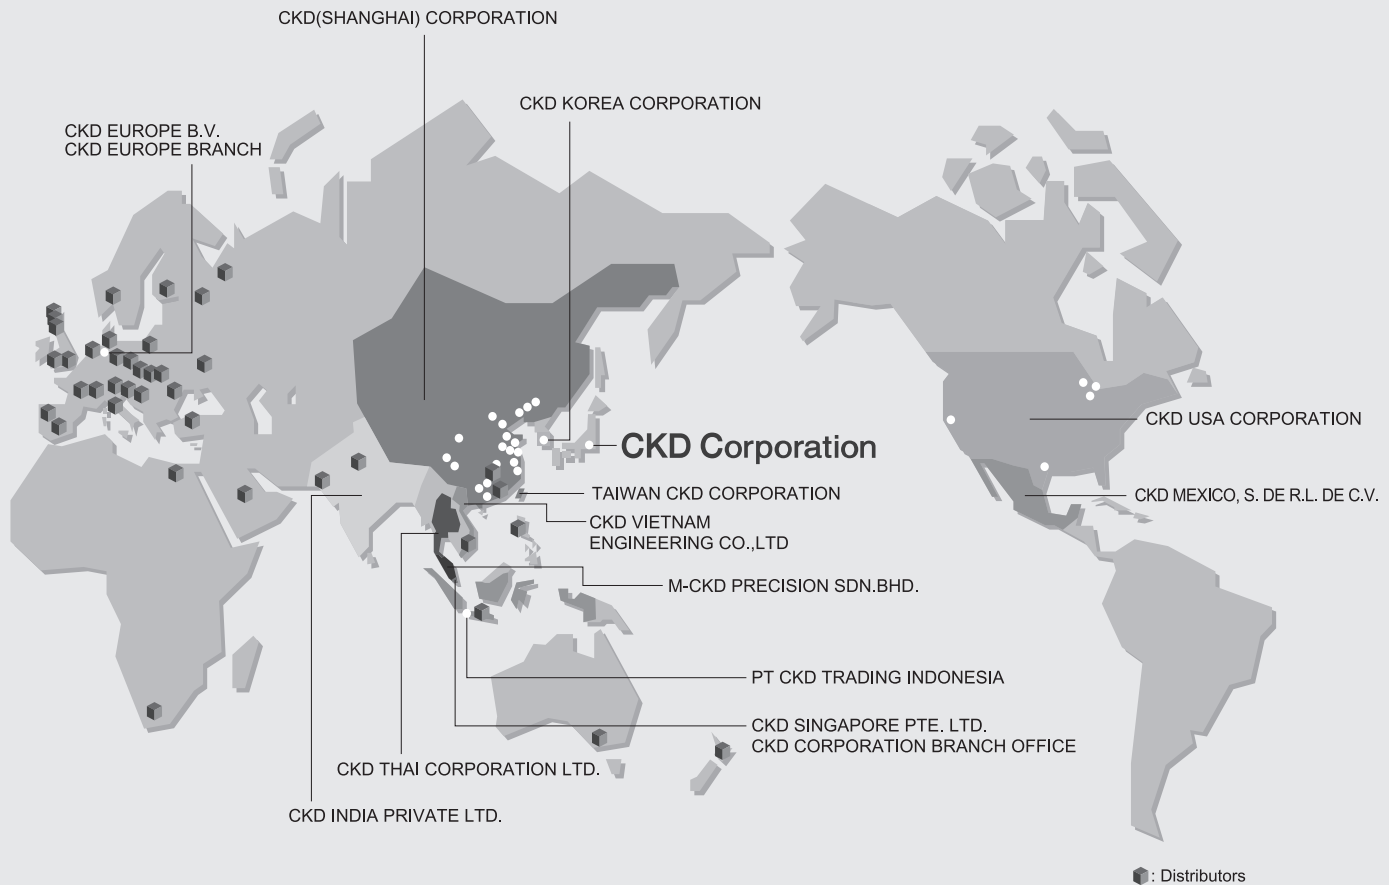 CKD(SHANGHAI) CORPORATION
CKD KOREA CORPORATION
CKD EUROPE B.V.
CKD EUROPE BRANCH
CKD USA CORPORATION
CKD Corporation
TAIWAN CKD CORPORATION
CKD MEXICO, S. DE R.L. DE C.V.
CKD VIETNAM
ENGINEERING CO.,LTD
M-CKD PRECISION SDN.BHD.
PT CKD TRADING INDONESIA
CKD SINGAPORE PTE. LTD.
CKD CORPORATION BRANCH OFFICE
CKD THAI CORPORATION LTD.
CKD INDIA PRIVATE LTD.
: Distributors